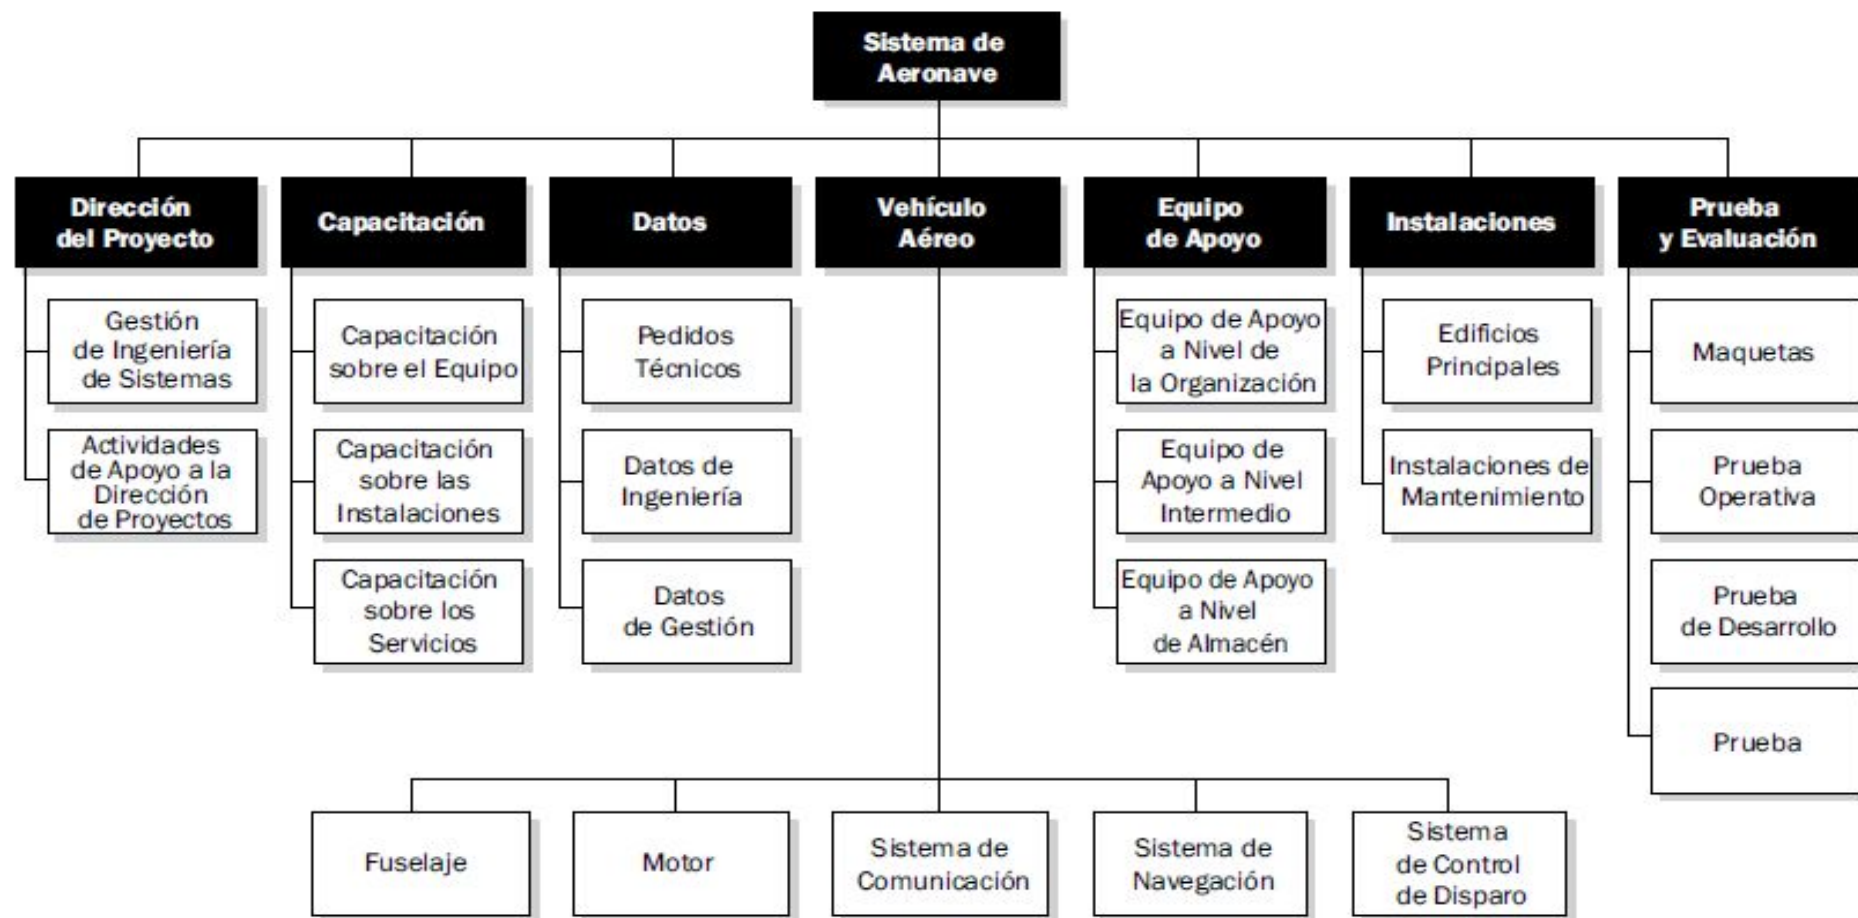 Sistema de
Aeronave
Dirección
del Proyecto
Capacitación
Datos
Vehículo
Aéreo
Equipo
de Apoyo
Instalaciones
Prueba
y Evaluación
Gestión
de Ingeniería
de Sistemas
Actividades
de Apoyo a la
Dirección
de Proyectos
Capacitación
sobre el Equipo
Capacitación
sobre las
Instalaciones
Capacitación
sobre los
Servicios
Pedidos
Técnicos
Datos de
Ingeniería
Datos
de Gestión
Equipo de Apoyo
a Nivel de
la Organización
Equipo de
Apoyo a Nivel
Intermedio
Equipo de Apoyo
a Nivel
de Almacén
Edificios
Principales
Instalaciones de
Mantenimiento
Maquetas
Prueba
Operativa
Prueba
de Desarrollo
Prueba
Fuselaje
Motor
Sistema de
Comunicación
Sistema de
Navegación
Sistema
de Control
de Disparo